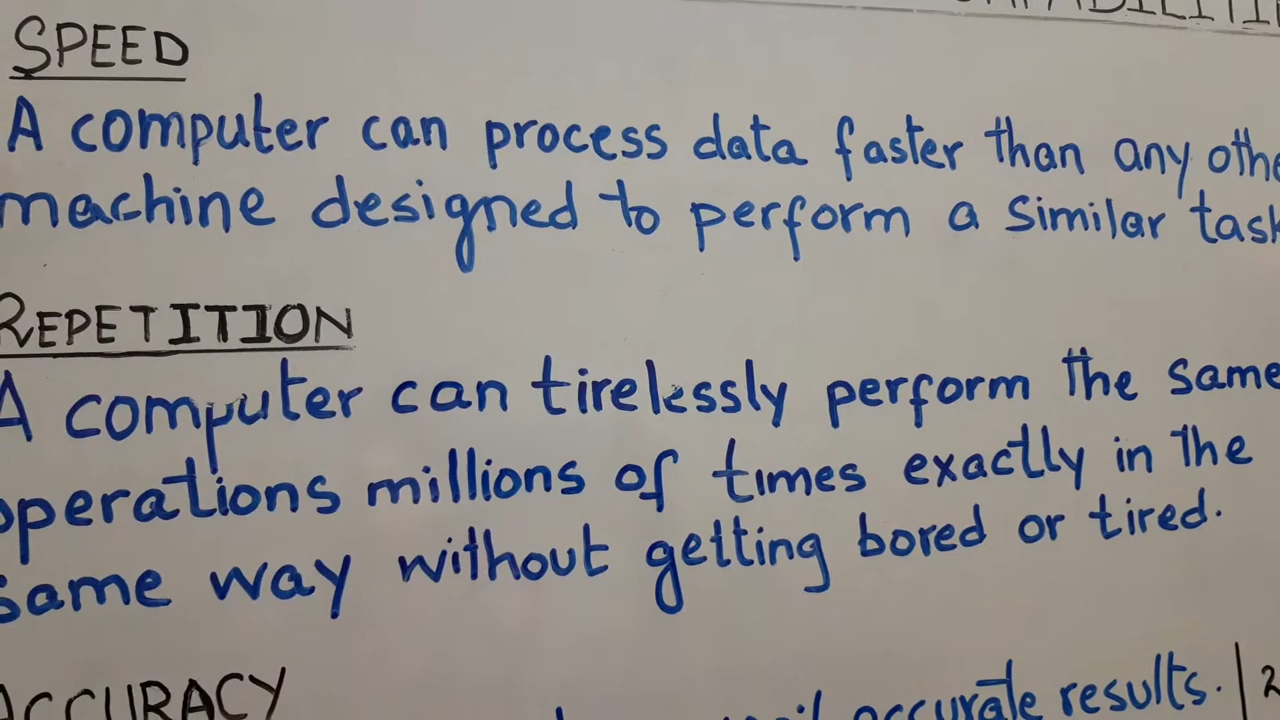 SPEED
A computer can process data faster than any othe
machine designed to perform a similar task
REPETITION
A computer can tirelessly perform the same
operations millions of times exactly in the
same way without getting bored or tired.
ACCURACY
accurate results. | 2